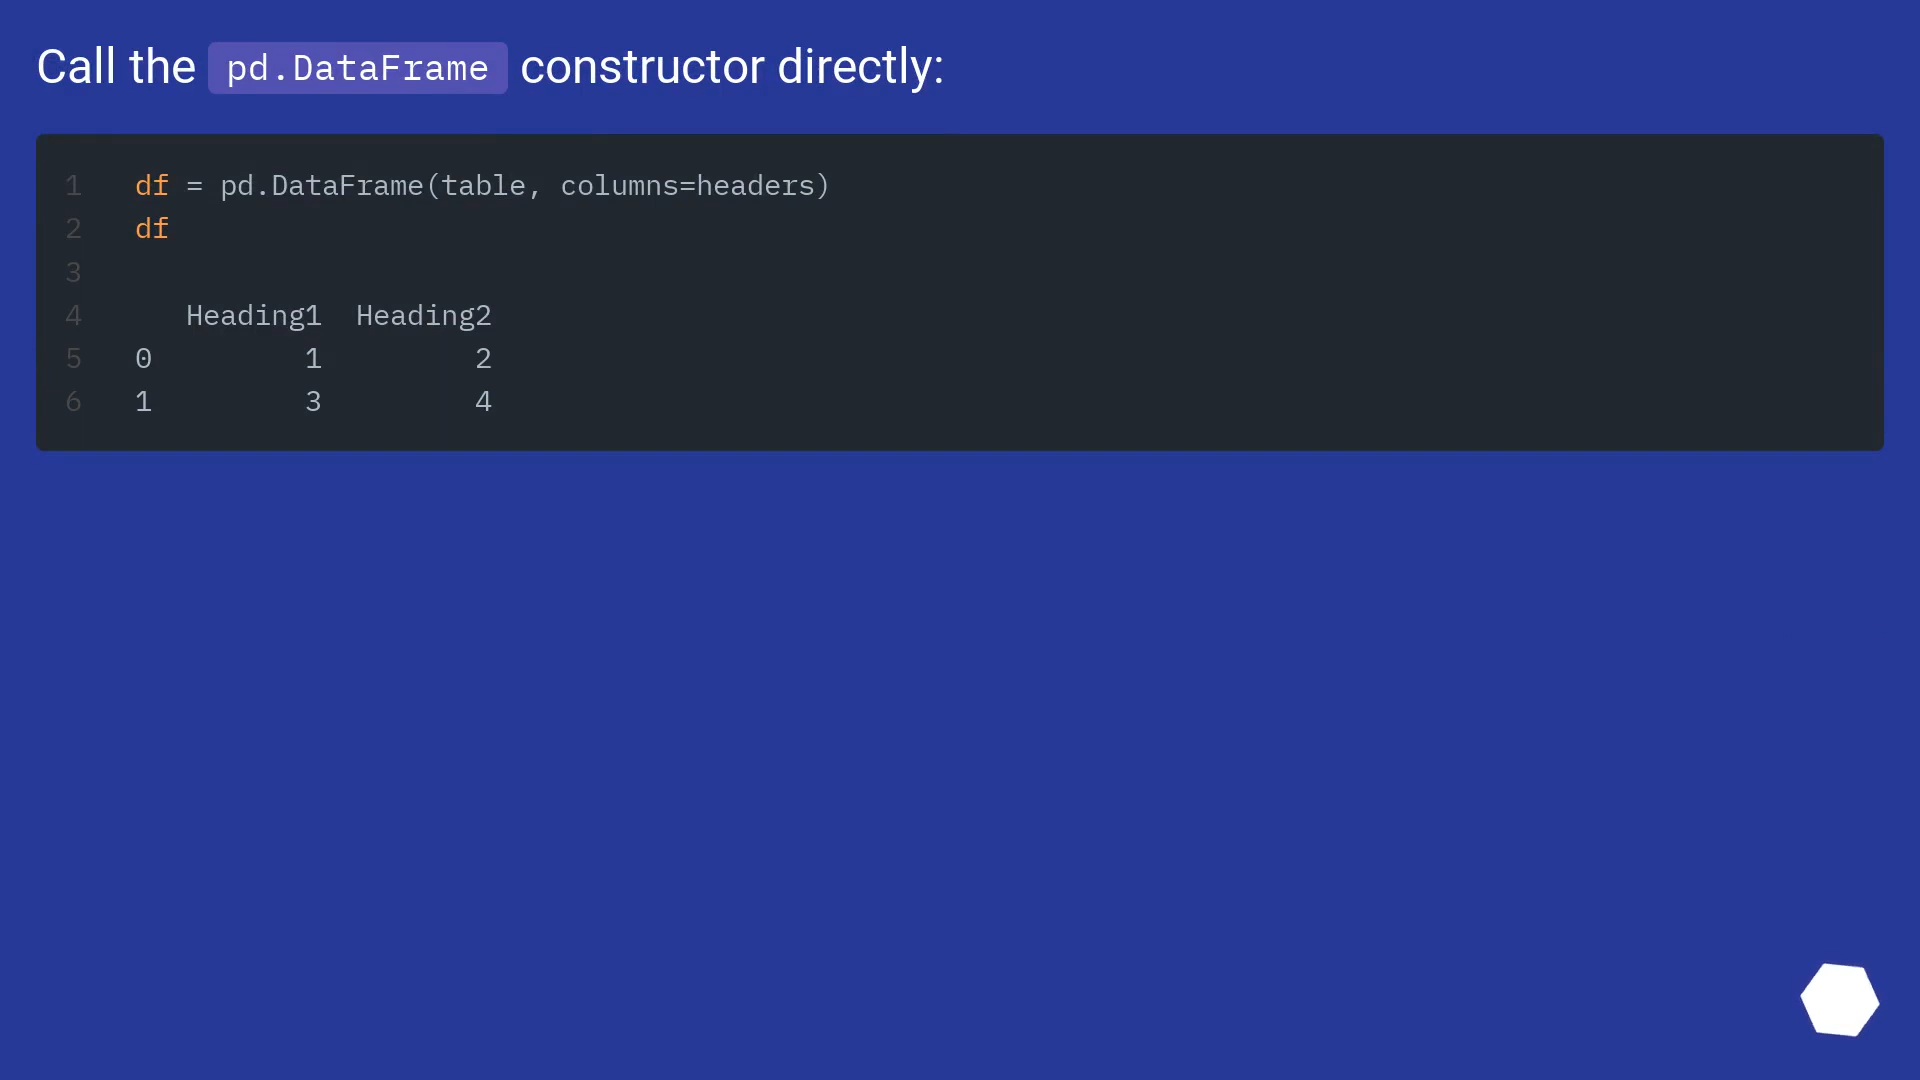 Call the pd.DataFrame constructor directly:
1 df = pd.DataFrame(table, columns=headers)
2 df
3
4    Heading1  Heading2
5 0         1         2
6 1         3         4